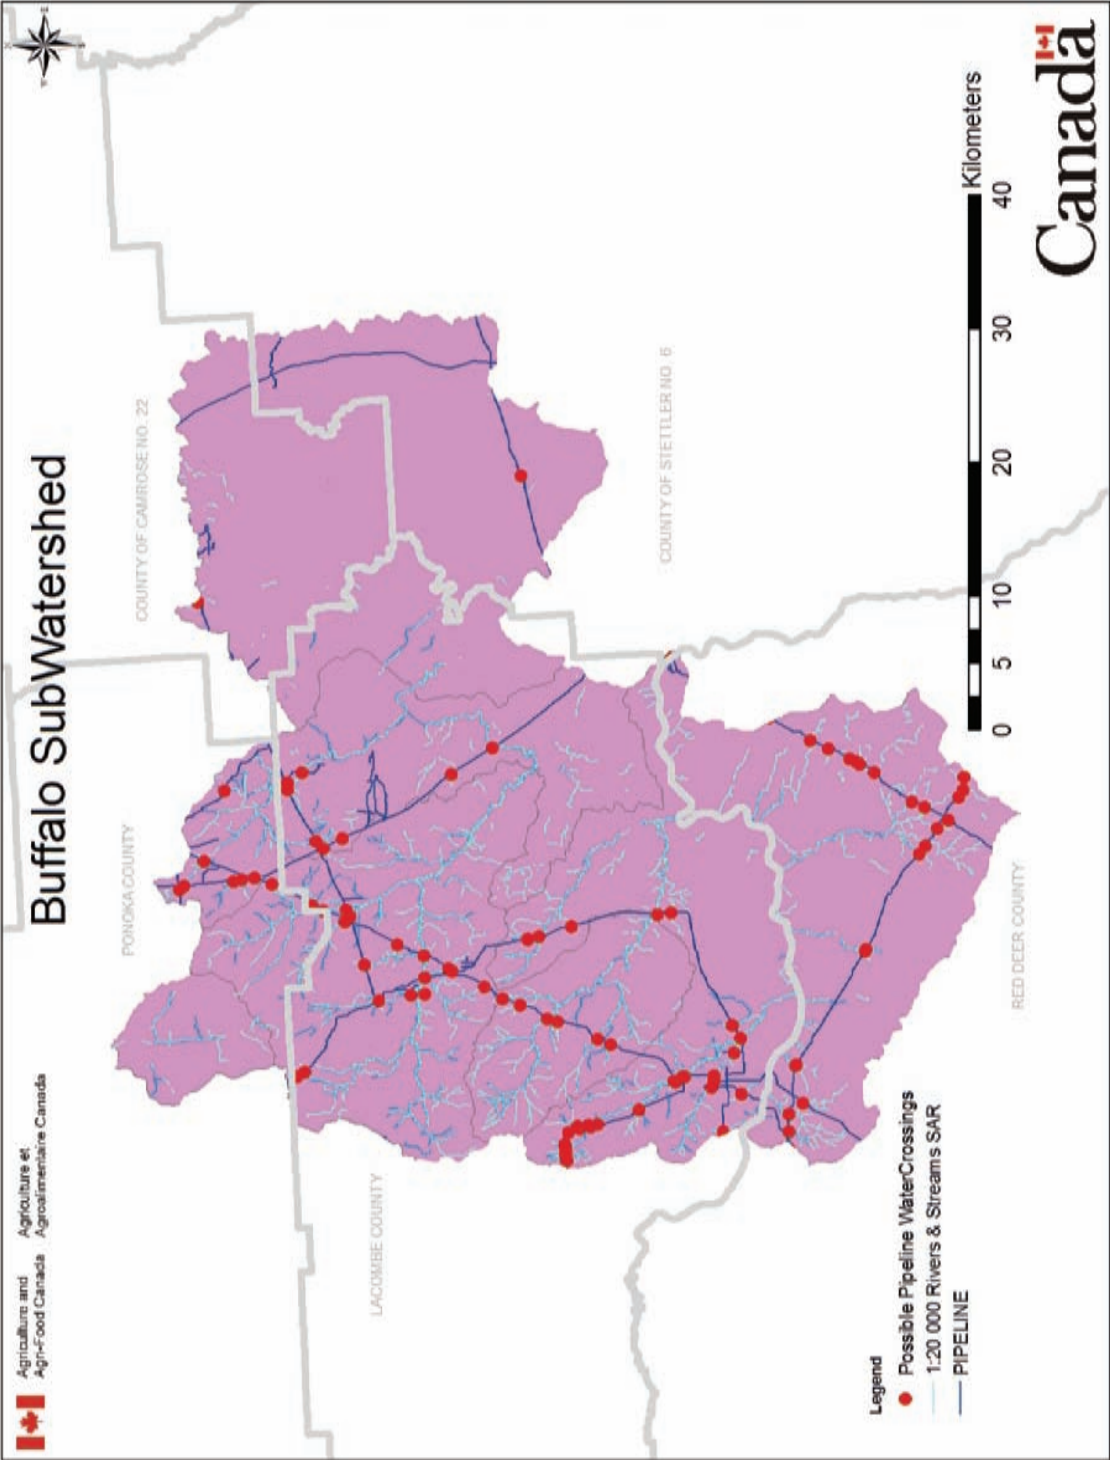 Agriculture and
Agri-Food Canada
Agriculture et
Agroalimentaire Canada
Buffalo SubWatershed
PONOKA COUNTY
COUNTY OF CAMROSE NO. 22
LACOMBE COUNTY
COUNTY OF STETTLER NO. 6
RED DEER COUNTY
Legend
Possible Pipeline WaterCrossings
1:20 000 Rivers & Streams SAR
PIPELINE
0 5 10 20 30 40
Kilometers
Canada